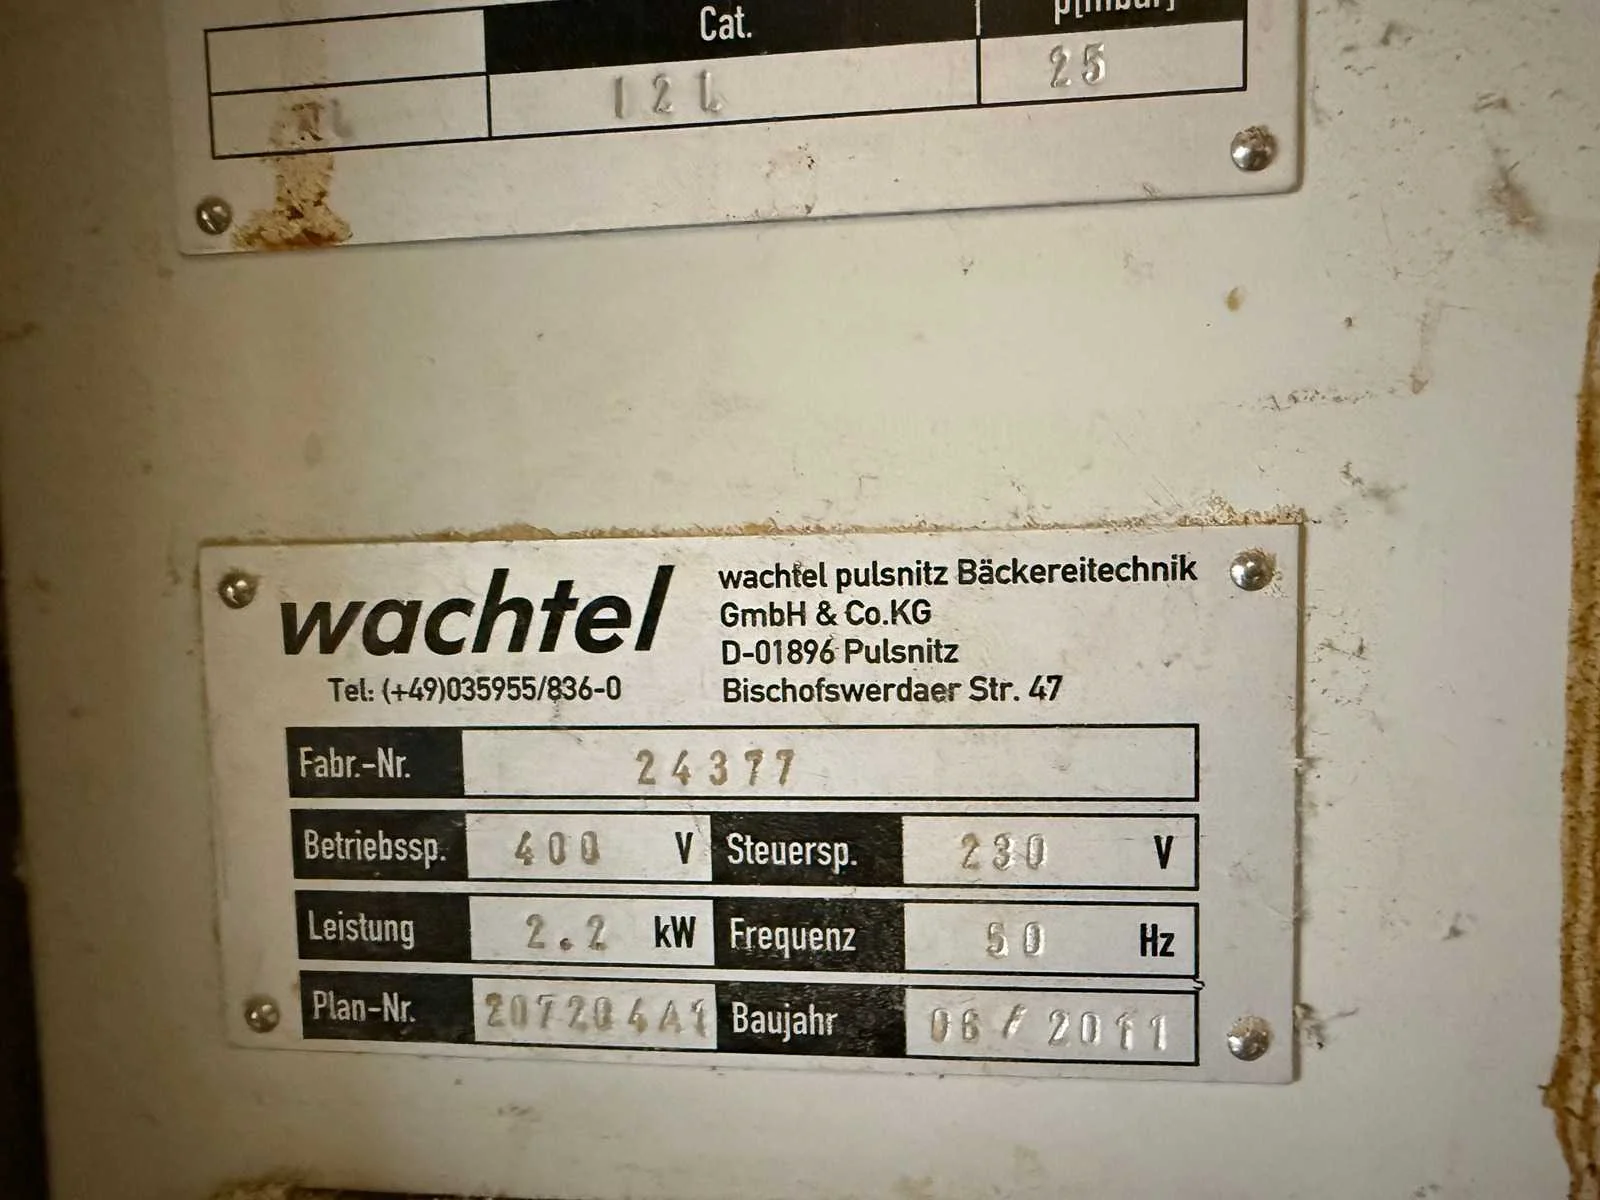 Cat. p[mbar]
NL 12L 25
wachtel
Tel: (+49)035955/836-0
wachtel pulsnitz Bäckereitechnik
GmbH & Co.KG
D-01896 Pulsnitz
Bischofswerdaer Str. 47
Fabr.-Nr. 24377
Betriebssp. 400 V Steuersp. 230 V
Leistung 2.2 kW Frequenz 50 Hz
Plan-Nr. 207204A1 Baujahr 06/2011